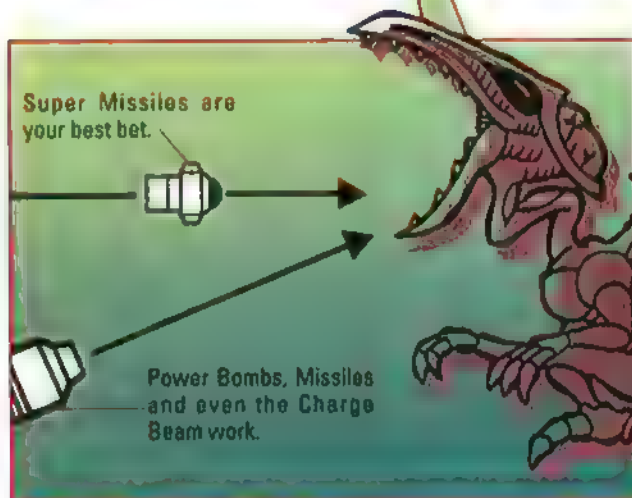 Super Missiles are
your best bet.
Power Bombs, Missiles
and even the Charge
Beam work.